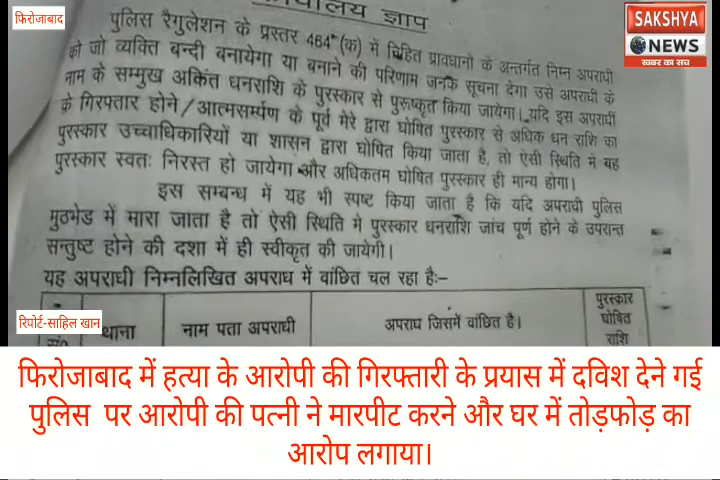 फिरोजाबाद
कार्यालय ज्ञाप
SAKSHYA
NEWS
खबर का सच
पुलिस रैगुलेशन के प्रस्तर 464 (क) में चिहित प्रावधानो के अन्तर्गत निम्न अपराधी
को जो व्यक्ति बन्दी बनायेगा या बनाने की परिणाम जनके सूचना देगा उसे अपराधी के
नाम के सम्मुख अकिंत धनराशि के पुरस्कार से पुरूष्कृत किया जायेगा। यदि इस अपराधी
के गिरफ्तार होने/आत्मसर्म्पण के पूर्व मेरे द्वारा घोषित पुरस्कार से अधिक धन राशि का
पुरस्कार उच्चाधिकारियों या शासन द्वारा घोषित किया जाता है, तो ऐसी स्थिति मे यह
पुरस्कार स्वतः निरस्त हो जायेगा और अधिकतम घोषित पुरस्कार ही मान्य होगा।
इस सम्बन्ध में यह भी स्पष्ट किया जाता है कि यदि अपराधी पुलिस
मुठभेड में मारा जाता है तो ऐसी स्थिति मे पुरस्कार धनराशि जांच पूर्ण होने के उपरान्त
सन्तुष्ट होने की दशा में ही स्वीकृत की जायेगी।
यह अपराधी निम्नलिखित अपराध में वांछित चल रहा हैः–
थाना नाम पता अपराधी अपराध जिसमें वांछित है। पुरस्कार
घोषित
राशि
रिपोर्ट-साहिल खान
फिरोजाबाद में हत्या के आरोपी की गिरफ्तारी के प्रयास में दविश देने गई
पुलिस पर आरोपी की पत्नी ने मारपीट करने और घर में तोड़फोड़ का
आरोप लगाया।